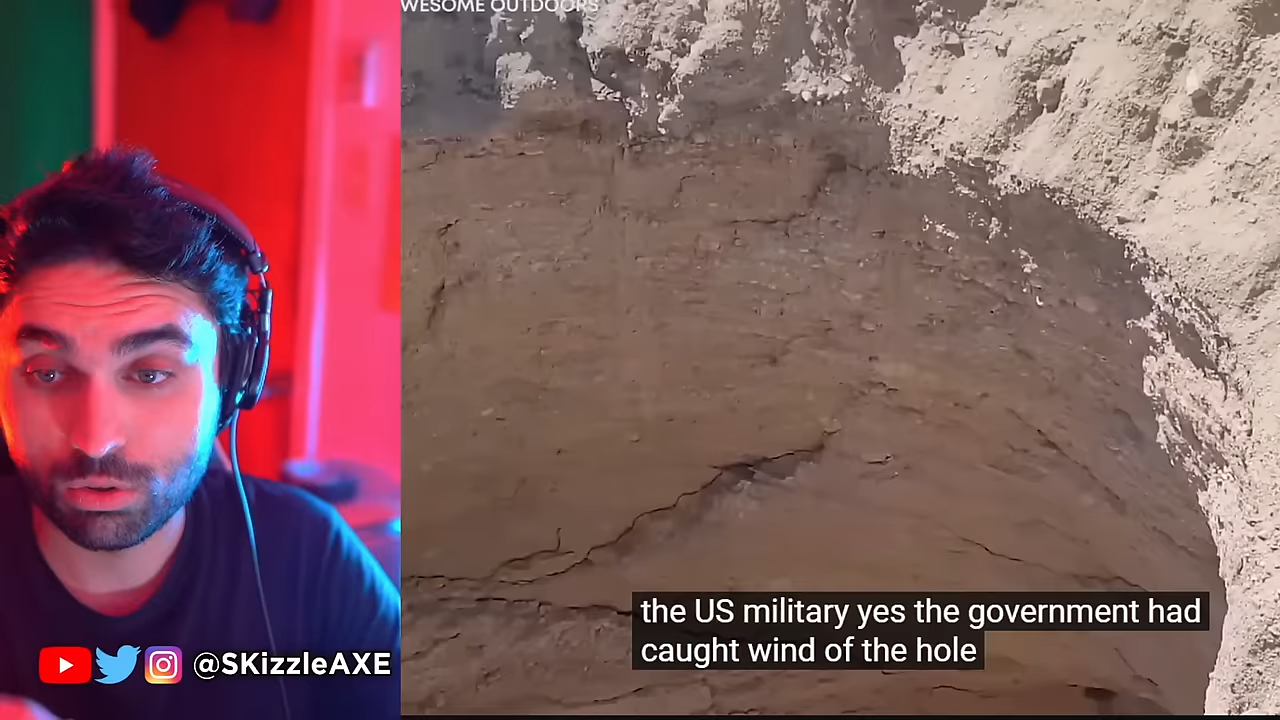 WESOME OUTDOORS
the US military yes the government had
caught wind of the hole
@SKizzleAXE